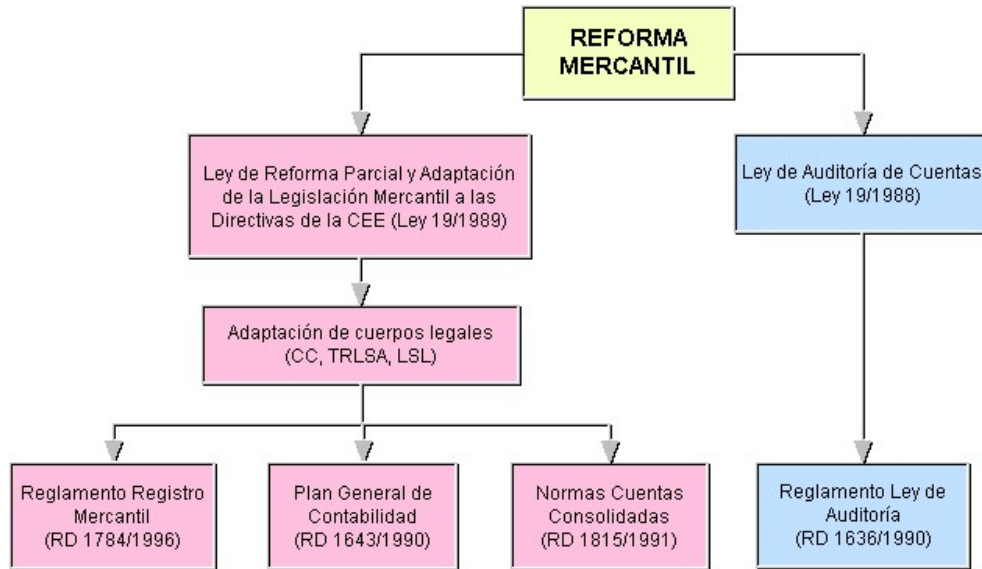 REFORMA
MERCANTIL
Ley de Reforma Parcial y Adaptación
de la Legislación Mercantil a las
Directivas de la CEE (Ley 19/1989)
Ley de Auditoría de Cuentas
(Ley 19/1988)
Adaptación de cuerpos legales
(CC, TRLSA, LSL)
Reglamento Registro
Mercantil
(RD 1784/1996)
Plan General de
Contabilidad
(RD 1643/1990)
Normas Cuentas
Consolidadas
(RD 1815/1991)
Reglamento Ley de
Auditoría
(RD 1636/1990)